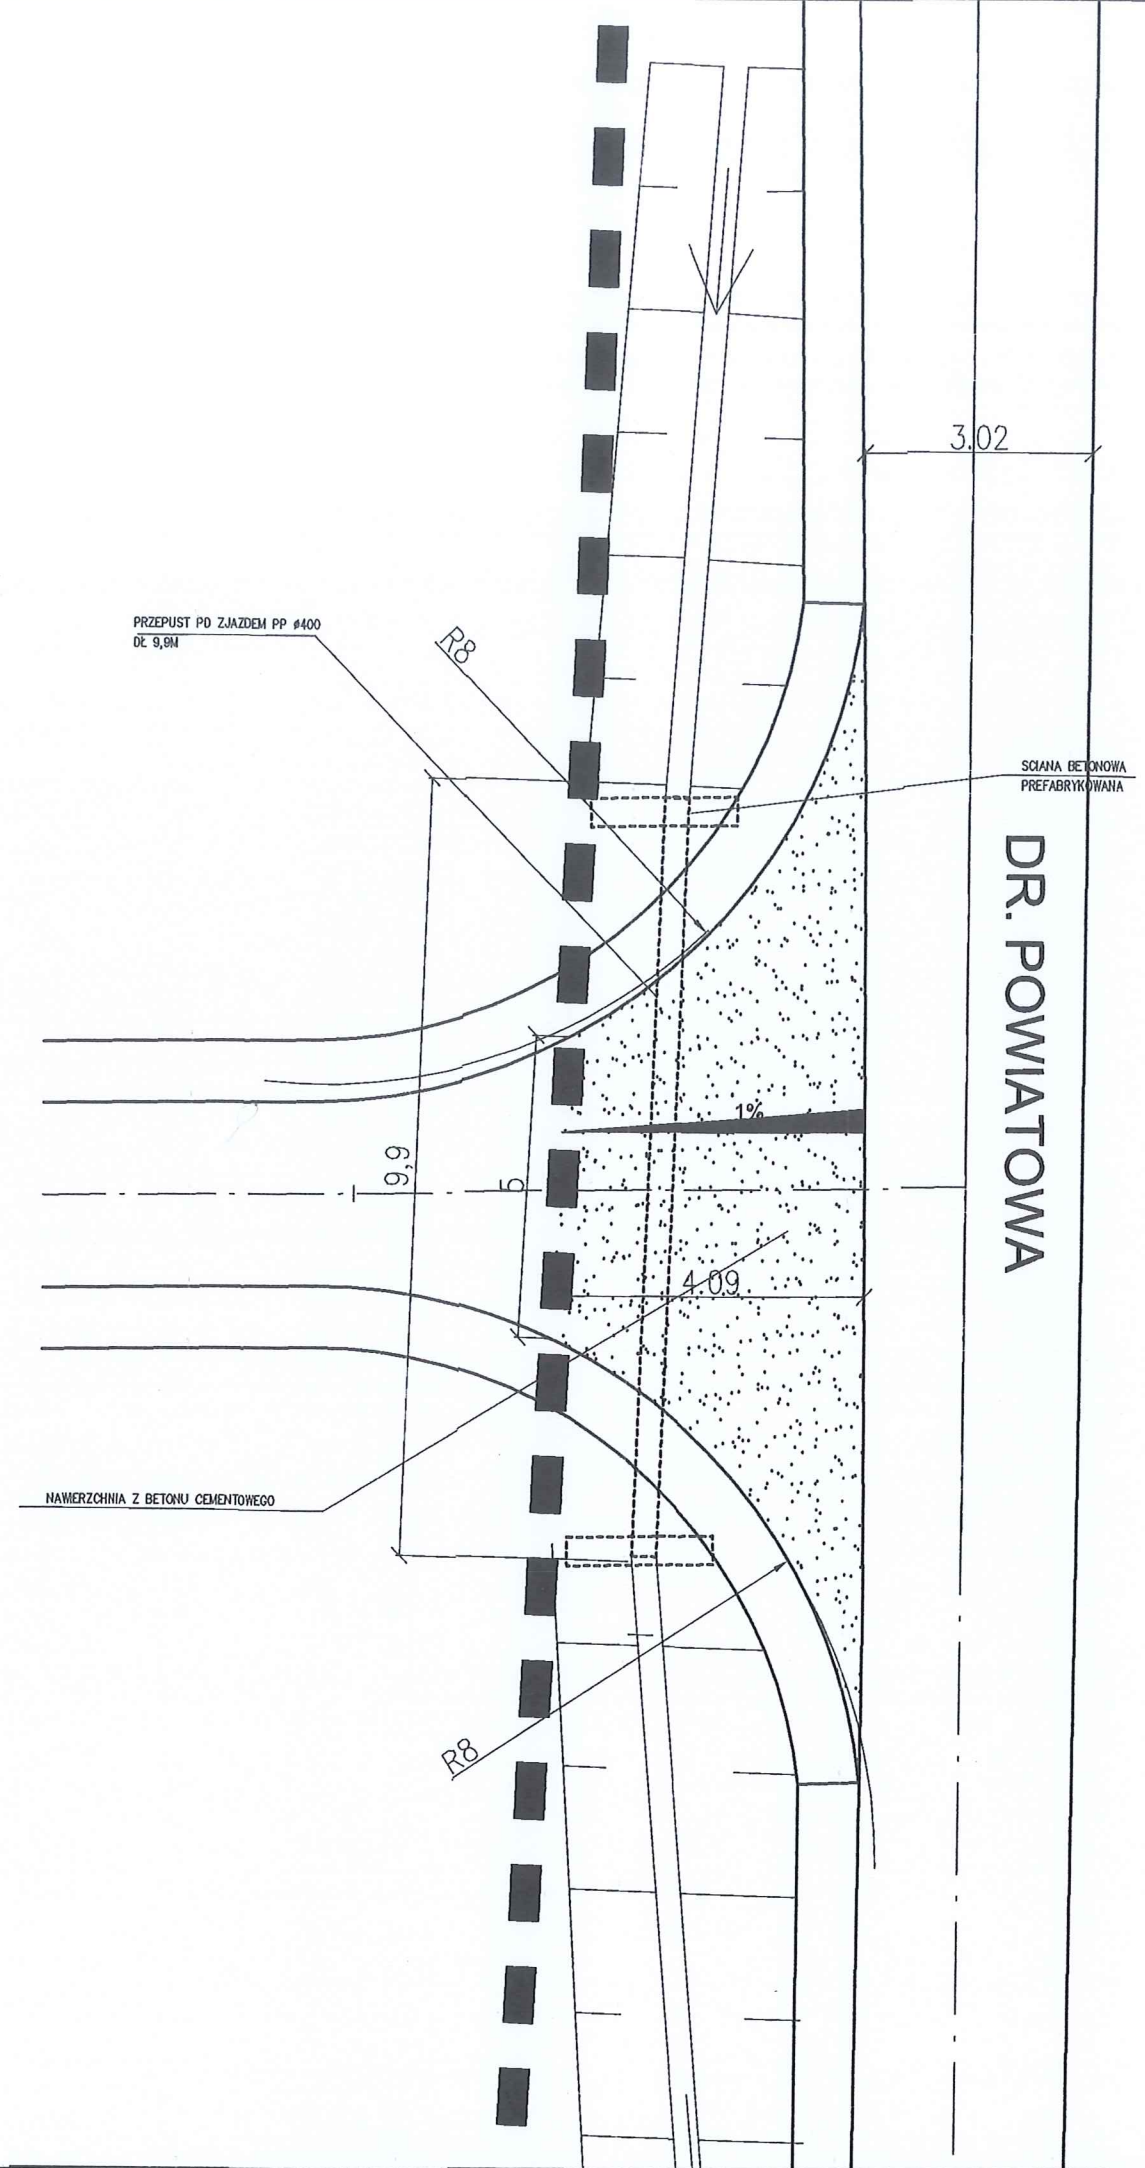 3.02
PRZEPUST PD ZJAZDEM PP ø400
DŁ 9,9M
R8
SCIANA BETONOWA
PREFABRYKOWANA
DR. POWIATOWA
1%
9,9
5
4.09
NAWIERZCHNIA Z BETONU CEMENTOWEGO
R8